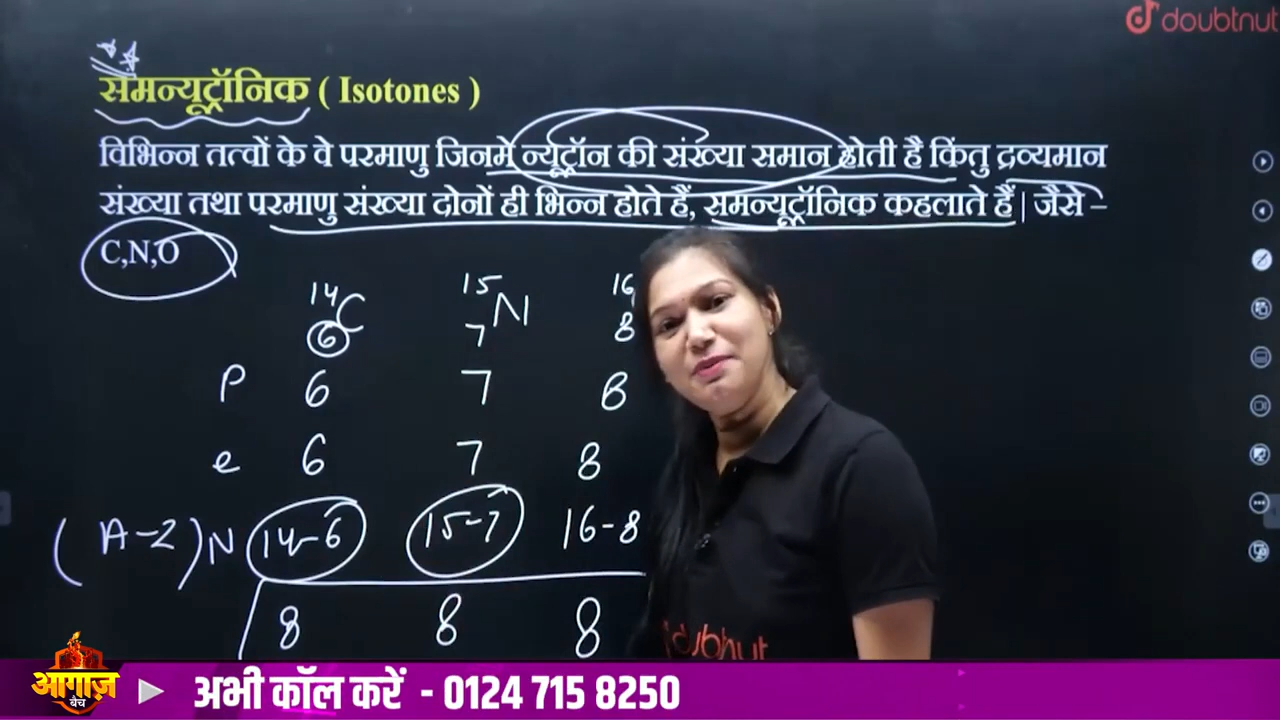 doubtnut
समन्यूट्रॉनिक ( Isotones )
विभिन्न तत्वों के वे परमाणु जिनमे न्यूट्रॉन की संख्या समान होती है किंतु द्रव्यमान
संख्या तथा परमाणु संख्या दोनों ही भिन्न होते हैं, समन्यूट्रॉनिक कहलाते हैं | जैसे –
C,N,O
14 15 16
C N
6 7 8
P 6 7 8
e 6 7 8
(A-Z) N 14-6 15-7 16-8
8 8 8
doubtnut
आगाज़
बैच
अभी कॉल करें - 0124 715 8250